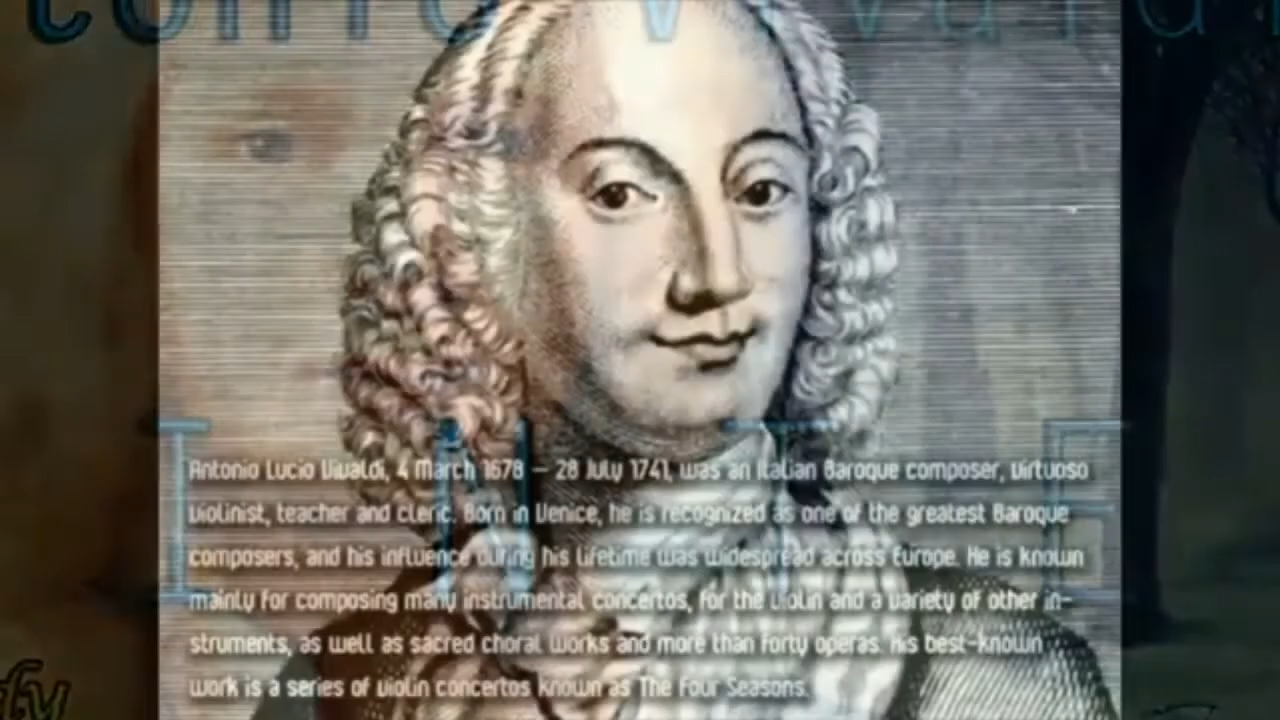 Antonio Vivaldi
Antonio Lucio Vivaldi, 4 March 1678 – 28 July 1741, was an Italian Baroque composer, virtuoso
violinist, teacher and cleric. Born in Venice, he is recognized as one of the greatest Baroque
composers, and his influence during his lifetime was widespread across Europe. He is known
mainly for composing many instrumental concertos, for the violin and a variety of other in-
struments, as well as sacred choral works and more than forty operas. His best-known
work is a series of violin concertos known as The Four Seasons.